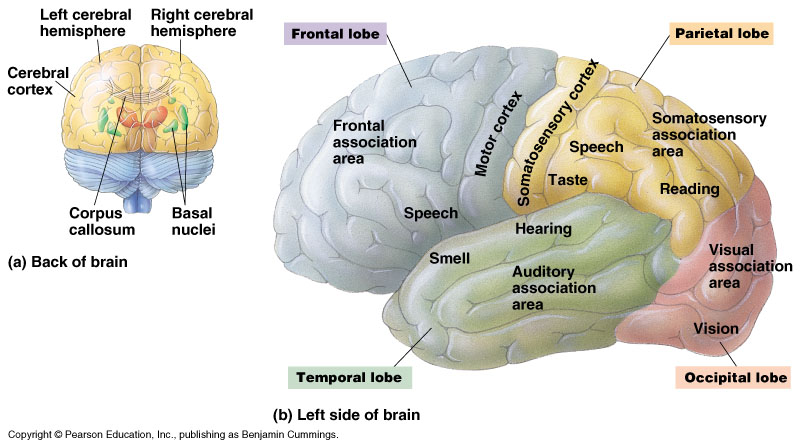 Left cerebral
hemisphere
Right cerebral
hemisphere
Cerebral
cortex
Corpus
callosum
Basal
nuclei
(a) Back of brain
Frontal lobe
Parietal lobe
Frontal
association
area
Motor cortex
Somatosensory cortex
Somatosensory
association
area
Speech
Taste
Reading
Speech
Hearing
Smell
Auditory
association
area
Visual
association
area
Vision
Temporal lobe
Occipital lobe
(b) Left side of brain
Copyright © Pearson Education, Inc., publishing as Benjamin Cummings.